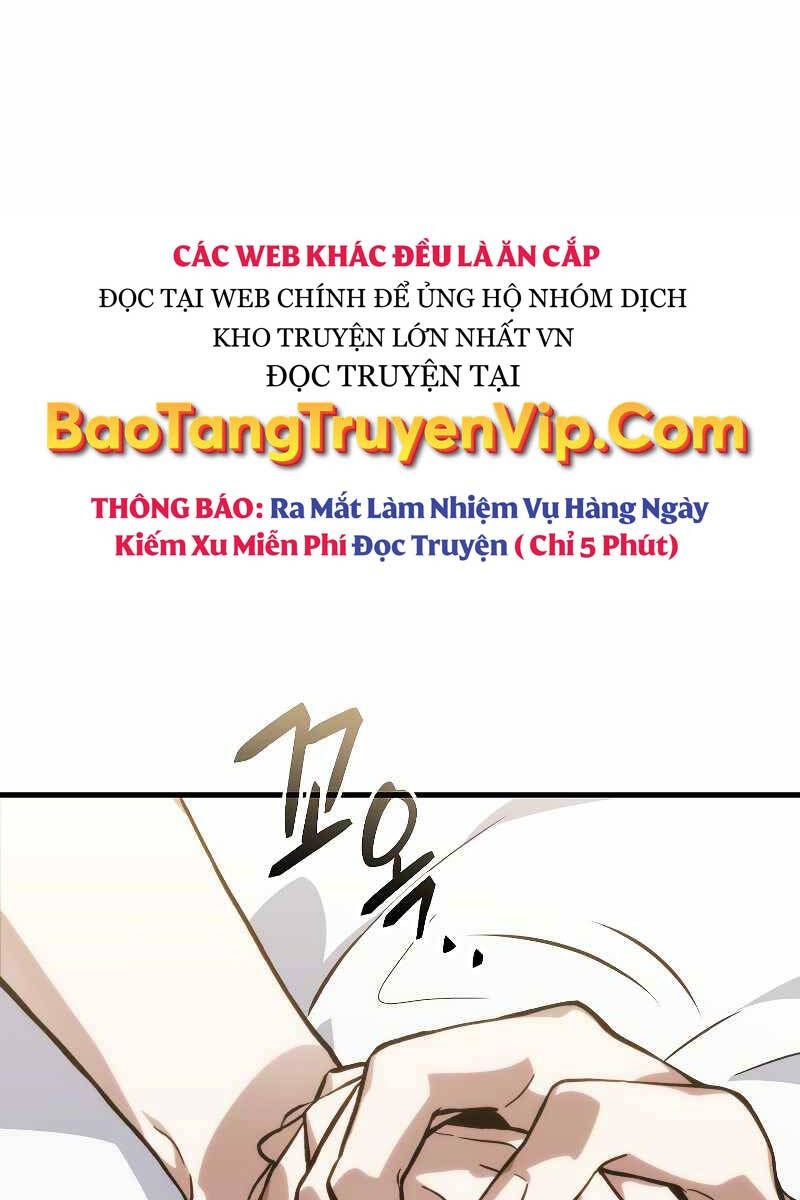 CÁC WEB KHÁC ĐỀU LÀ ĂN CẮP
ĐỌC TẠI WEB CHÍNH ĐỂ ỦNG HỘ NHÓM DỊCH
KHO TRUYỆN LỚN NHẤT VN
ĐỌC TRUYỆN TẠI
BaoTangTruyenVip.Com
THÔNG BÁO: Ra Mắt Làm Nhiệm Vụ Hàng Ngày
Kiếm Xu Miễn Phí Đọc Truyện ( Chỉ 5 Phút)
꼬옥..